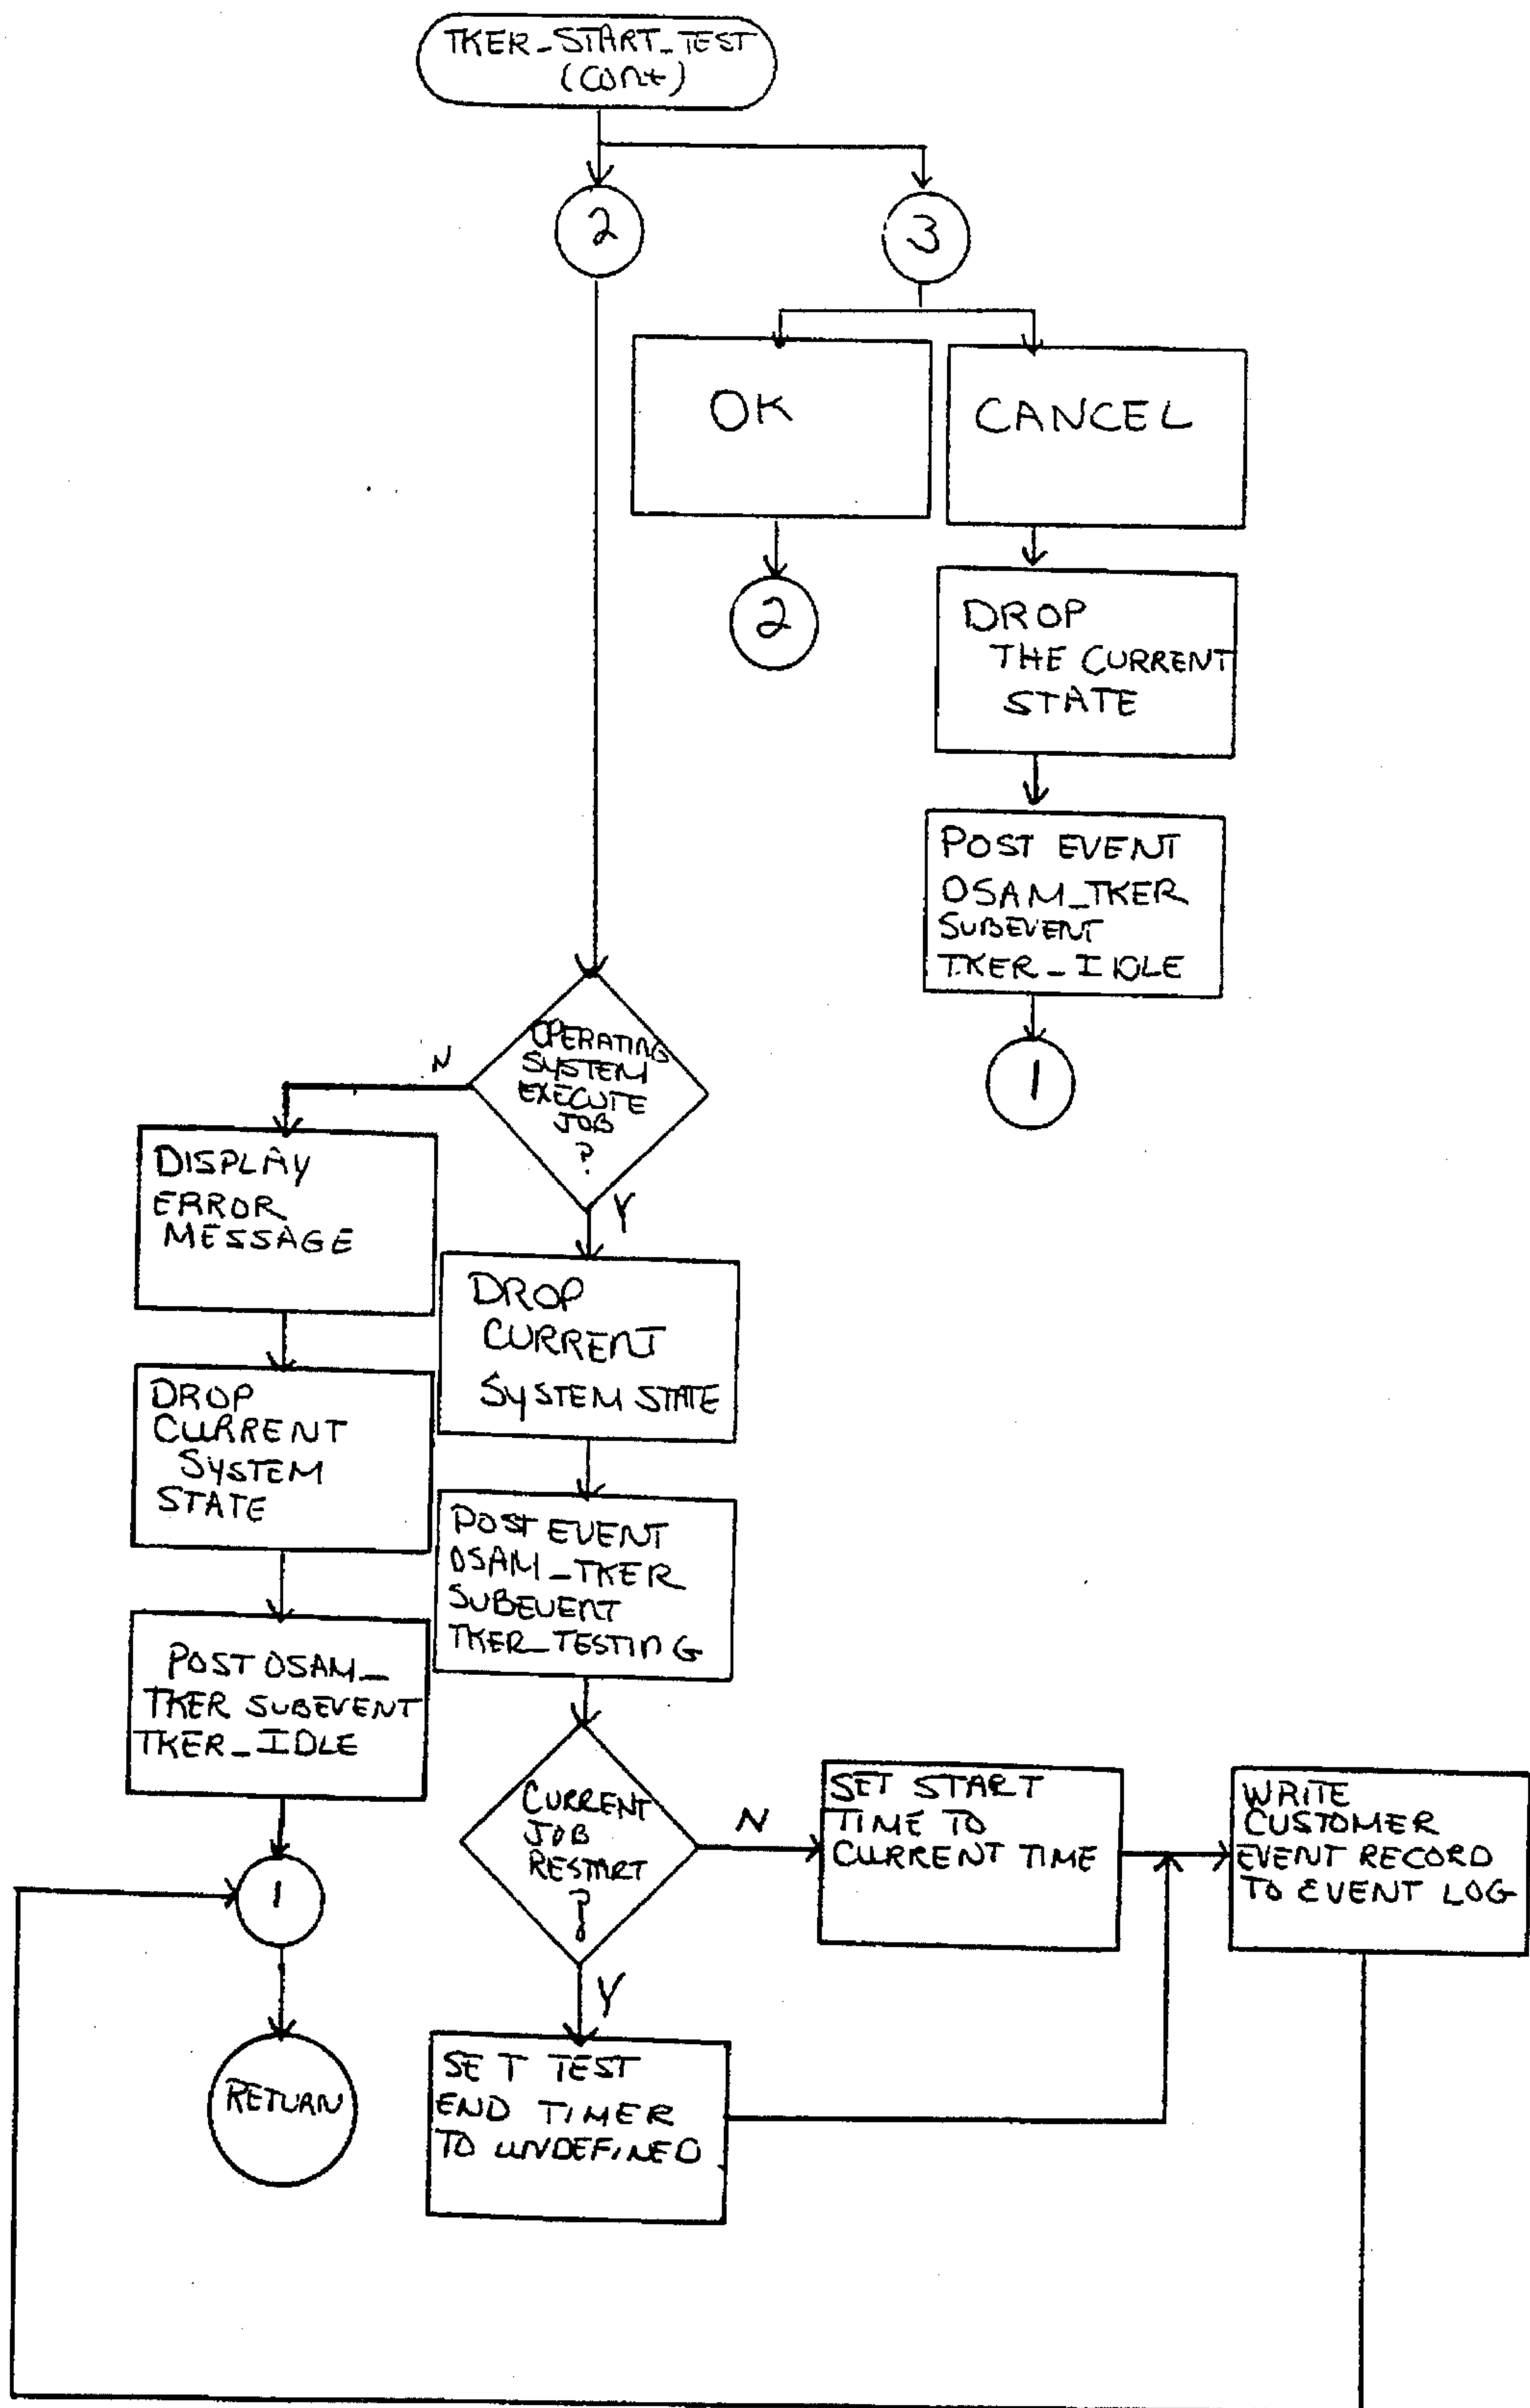 TKER_START_TEST
(CONT)
2
3
OK
CANCEL
2
DROP
THE CURRENT
STATE
POST EVENT
OSAM_TKER
SUBEVENT
TKER_IDLE
1
OPERATING
SYSTEM
EXECUTE
JOB
?
N
Y
DISPLAY
ERROR
MESSAGE
DROP
CURRENT
SYSTEM STATE
DROP
CURRENT
SYSTEM
STATE
POST EVENT
OSAM_TKER
SUBEVENT
TKER_TESTING
POST OSAM_
TKER SUBEVENT
TKER_IDLE
CURRENT
JOB
RESTART
?
N
Y
SET START
TIME TO
CURRENT TIME
WRITE
CUSTOMER
EVENT RECORD
TO EVENT LOG
1
RETURN
SET TEST
END TIMER
TO UNDEFINED